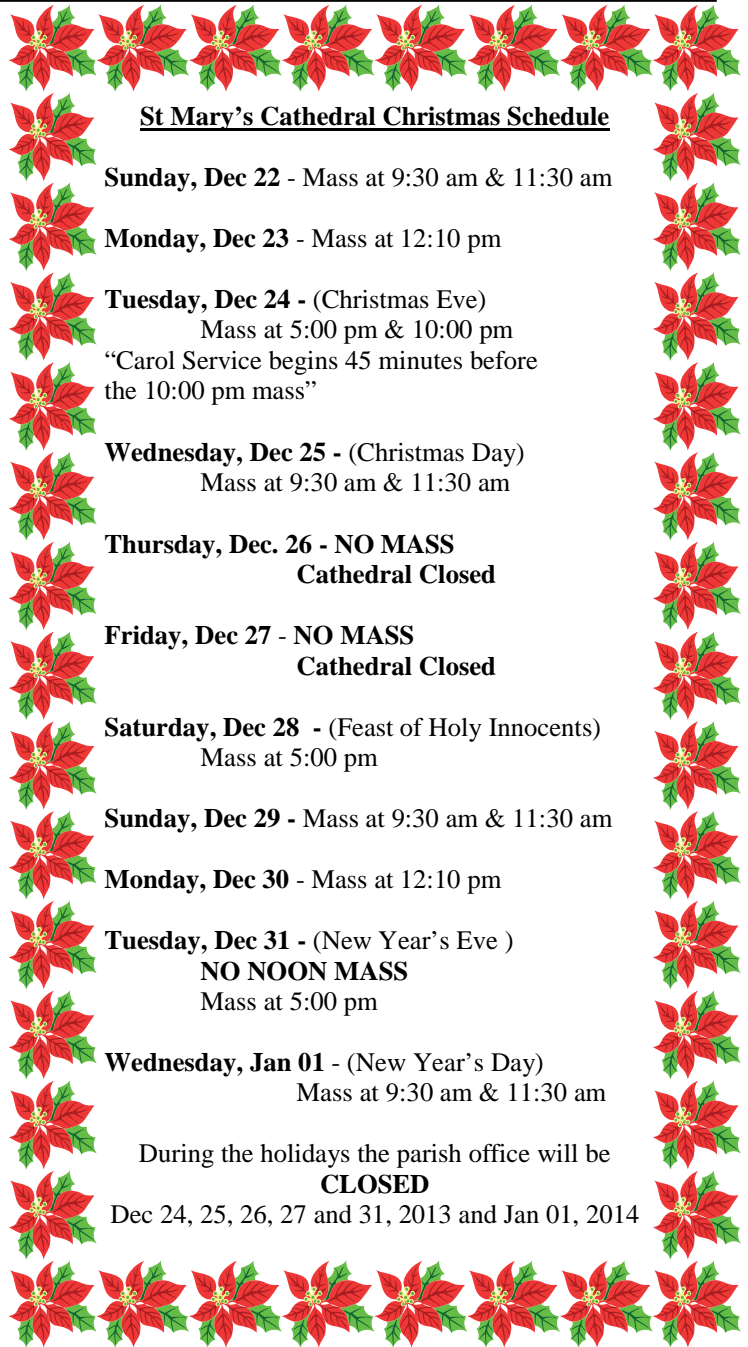 St Mary’s Cathedral Christmas Schedule
Sunday, Dec 22 - Mass at 9:30 am & 11:30 am
Monday, Dec 23 - Mass at 12:10 pm
Tuesday, Dec 24 - (Christmas Eve)
Mass at 5:00 pm & 10:00 pm
“Carol Service begins 45 minutes before
the 10:00 pm mass”
Wednesday, Dec 25 - (Christmas Day)
Mass at 9:30 am & 11:30 am
Thursday, Dec. 26 - NO MASS
Cathedral Closed
Friday, Dec 27 - NO MASS
Cathedral Closed
Saturday, Dec 28 - (Feast of Holy Innocents)
Mass at 5:00 pm
Sunday, Dec 29 - Mass at 9:30 am & 11:30 am
Monday, Dec 30 - Mass at 12:10 pm
Tuesday, Dec 31 - (New Year’s Eve )
NO NOON MASS
Mass at 5:00 pm
Wednesday, Jan 01 - (New Year’s Day)
Mass at 9:30 am & 11:30 am
During the holidays the parish office will be
CLOSED
Dec 24, 25, 26, 27 and 31, 2013 and Jan 01, 2014